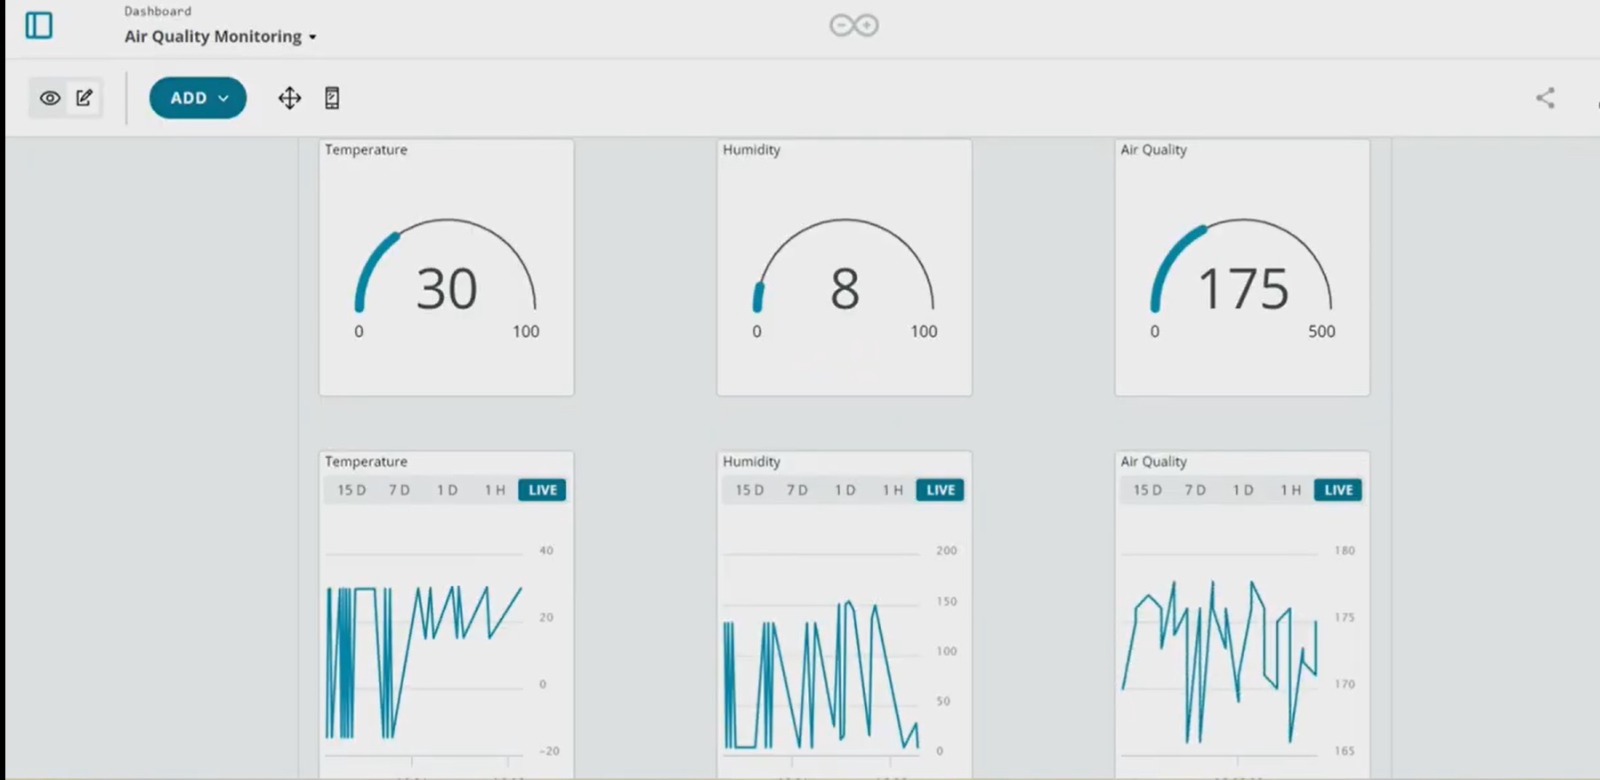 Dashboard
Air Quality Monitoring
ADD
Temperature
30
0 100
Humidity
8
0 100
Air Quality
175
0 500
Temperature
15 D 7 D 1 D 1 H LIVE
40
20
0
-20
Humidity
15 D 7 D 1 D 1 H LIVE
200
150
100
50
0
Air Quality
15 D 7 D 1 D 1 H LIVE
180
175
170
165